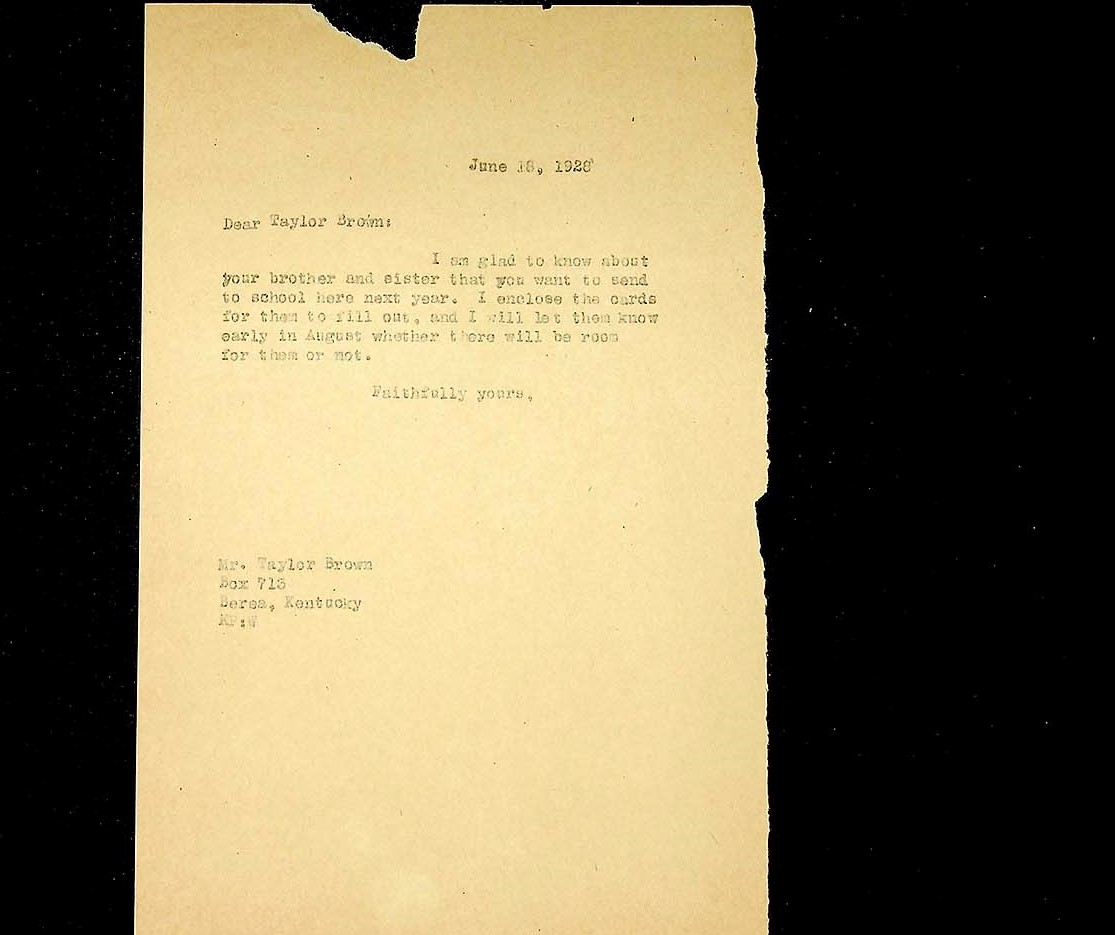 June 18, 1928
Dear Taylor Brown:
I am glad to know about
your brother and sister that you want to send
to school here next year. I enclose the cards
for them to fill out, and I will let them know
early in August whether there will be room
for them or not.
Faithfully yours,
Mr. Taylor Brown
Box 713
Berea, Kentucky
KP:W